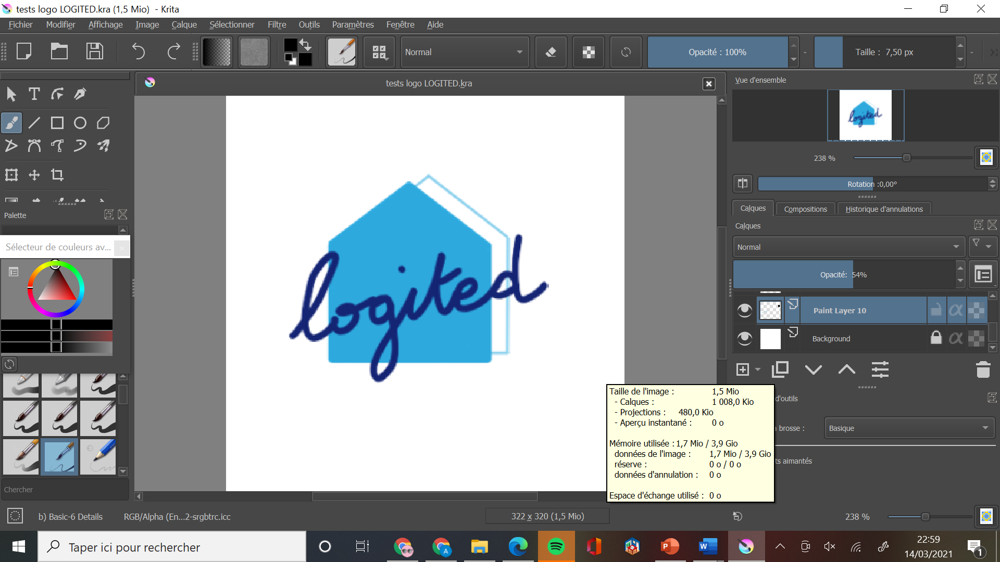 tests logo LOGITED.kra (1,5 Mio) - Krita
Fichier Modifier Affichage Image Calque Sélectionner Filtre Outils Paramètres Fenêtre Aide
Normal
Opacité : 100%
Taille : 7,50 px
tests logo LOGITED.kra
Vue d'ensemble
238 %
Rotation :0,00°
Calques Compositions Historique d'annulations
Calques
Normal
Opacité: 54%
Paint Layer 10
Background
Palette
Sélecteur de couleurs av...
logited
Taille de l'image : 1,5 Mio
- Calques : 1 008,0 Kio
- Projections : 480,0 Kio
- Aperçu instantané : 0 o
Mémoire utilisée : 1,7 Mio / 3,9 Gio
données de l'image : 1,7 Mio / 3,9 Gio
réserve : 0 o / 0 o
données d'annulation : 0 o
Espace d'échange utilisé : 0 o
d'outils
brosse :
Basique
ts aimantés
Chercher
b) Basic-6 Details
RGB/Alpha (En...2-srgbtrc.icc
322 x 320 (1,5 Mio)
238 %
Taper ici pour rechercher
22:59
14/03/2021
1